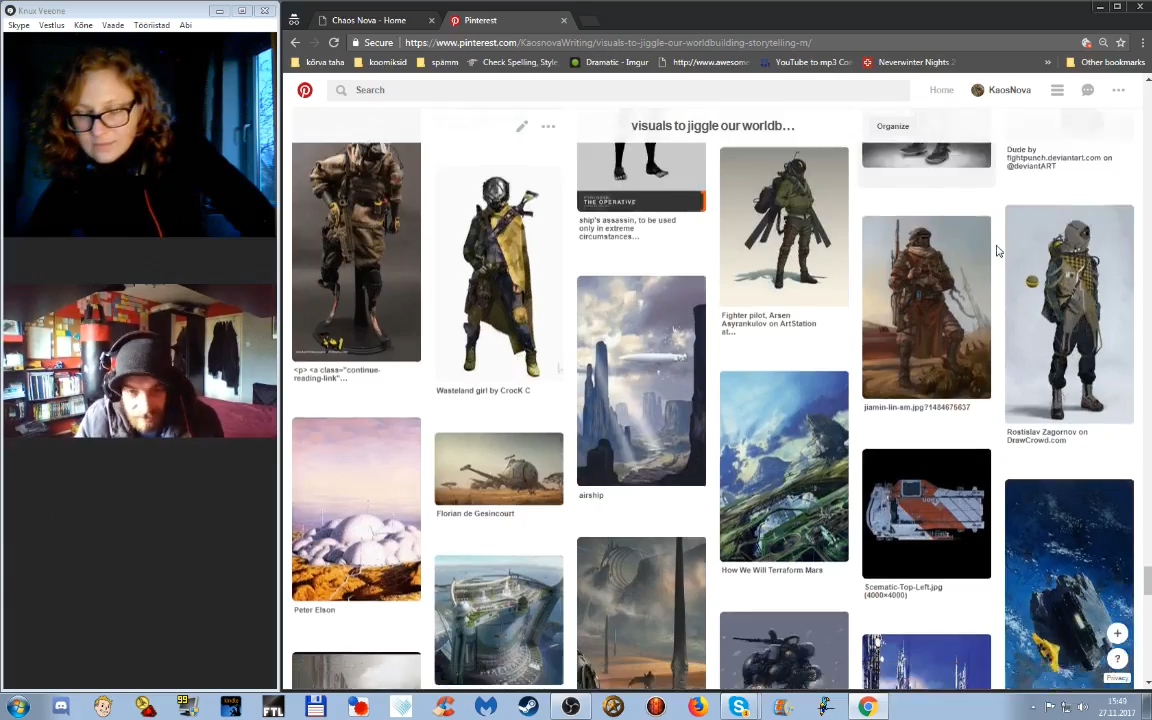 Knux Veeone
Skype Vestlus Kõne Vaade Tööriistad Abi
Chaos Nova - Home
Pinterest
Secure https://www.pinterest.com/KaosnovaWriting/visuals-to-jiggle-our-worldbuilding-storytelling-m/
kõrva taha
koomiksid
spämm
Check Spelling, Style
Dramatic - Imgur
http://www.awesome
YouTube to mp3 Con
Neverwinter Nights 2
»
Other bookmarks
Search
Home
KaosNova
visuals to jiggle our worldb...
Organize
<p> <a class="continue-
reading-link"...
Peter Elson
Wasteland girl by CrocK C
Florian de Gesincourt
THE OPERATIVE
ship's assassin, to be used
only in extreme
circumstances...
airship
Fighter pilot, Arsen
Asyrankulov on ArtStation
at...
How We Will Terraform Mars
jiamin-lin-sm.jpg?1484675637
Scematic-Top-Left.jpg
(4000×4000)
Dude by
fightpunch.deviantart.com on
@deviantART
Rostislav Zagornov on
DrawCrowd.com
+
?
Privacy
99
kindle
FTL
15:49
27.11.2017